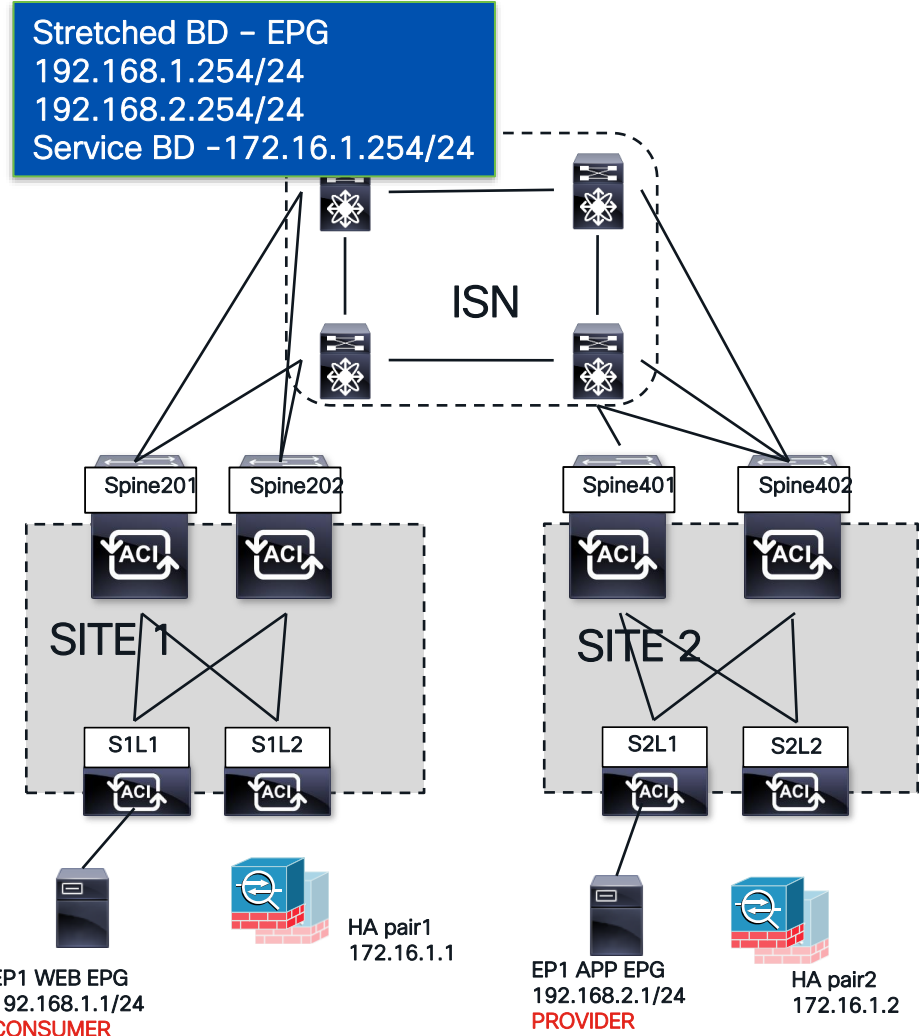 Stretched BD – EPG
192.168.1.254/24
192.168.2.254/24
Service BD -172.16.1.254/24
ISN
Spine201
Spine202
Spine401
Spine402
ACI
ACI
ACI
ACI
SITE 1
SITE 2
S1L1
S1L2
S2L1
S2L2
ACI
ACI
ACI
ACI
HA pair1
172.16.1.1
EP1 WEB EPG
192.168.1.1/24
CONSUMER
EP1 APP EPG
192.168.2.1/24
PROVIDER
HA pair2
172.16.1.2